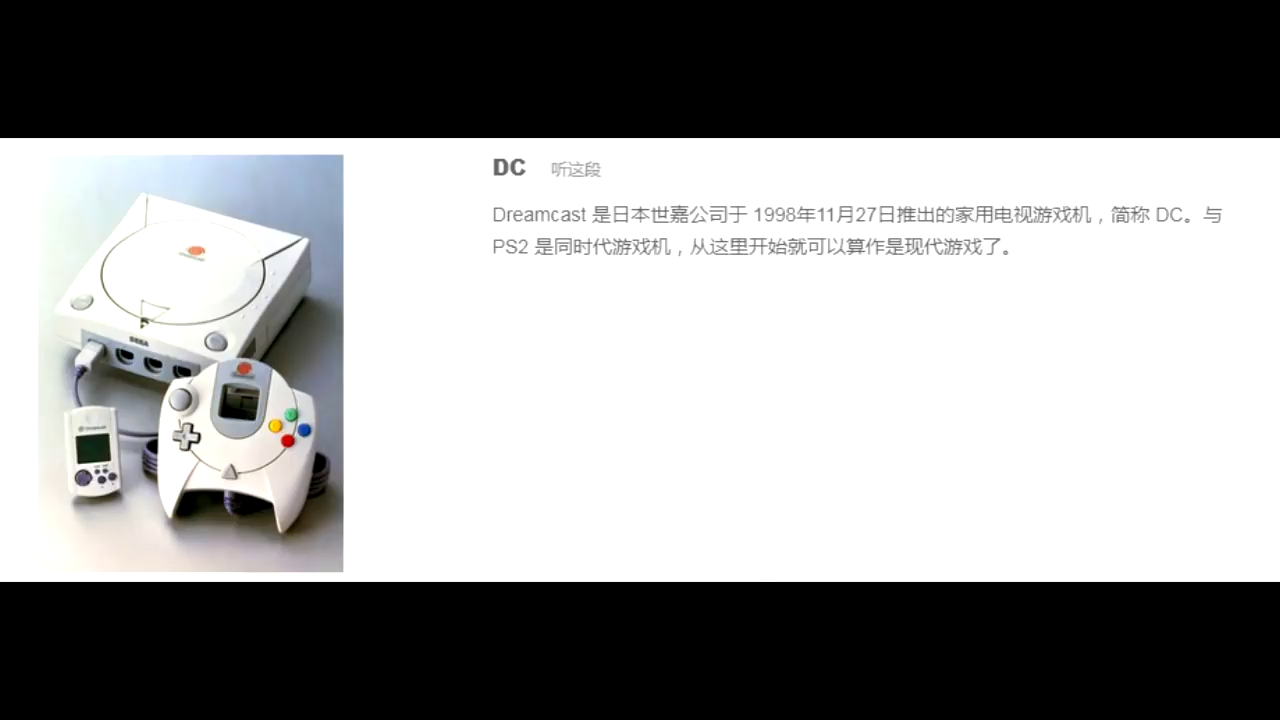 DC 听这段
Dreamcast 是日本世嘉公司于 1998年11月27日推出的家用电视游戏机，简称 DC。与
PS2 是同时代游戏机，从这里开始就可以算作是现代游戏了。
SEGA